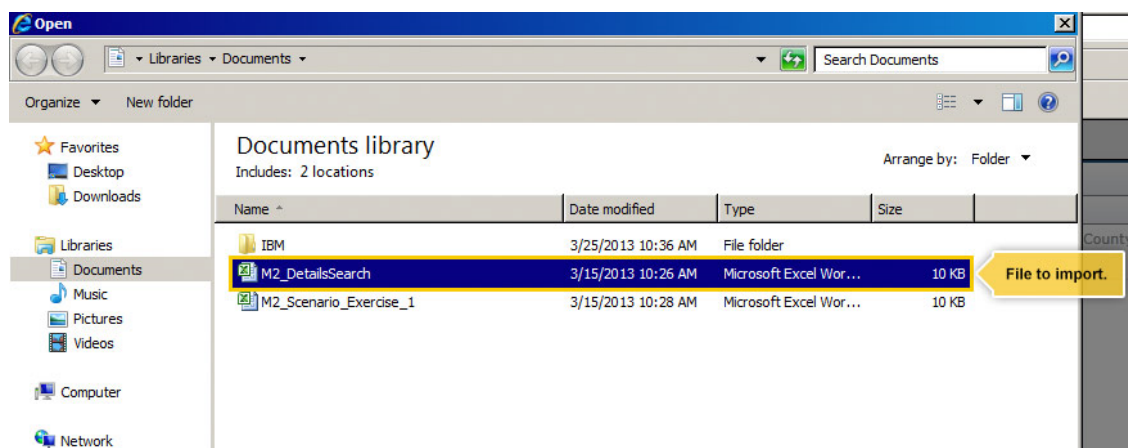 Open
Libraries Documents
Search Documents
Organize New folder
Favorites
Desktop
Downloads
Libraries
Documents
Music
Pictures
Videos
Computer
Network
Documents library
Includes: 2 locations
Arrange by: Folder
Name Date modified Type Size
IBM 3/25/2013 10:36 AM File folder
M2_DetailsSearch 3/15/2013 10:26 AM Microsoft Excel Wor... 10 KB
M2_Scenario_Exercise_1 3/15/2013 10:28 AM Microsoft Excel Wor... 10 KB
File to import.
County